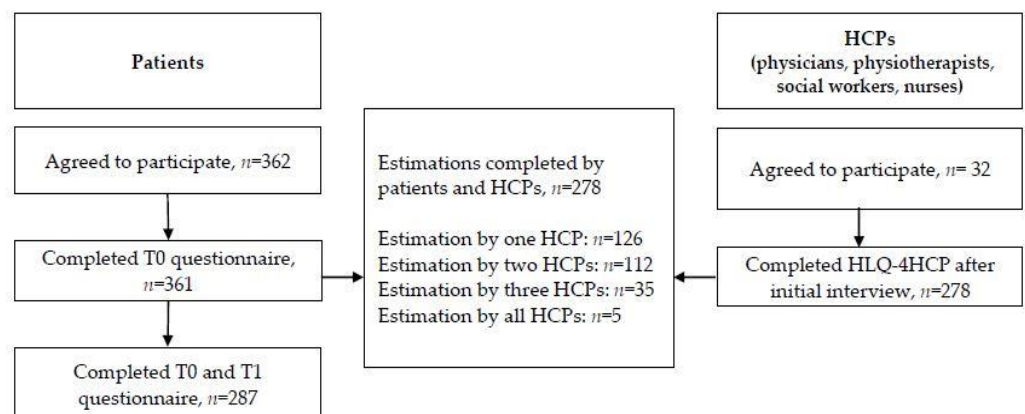 Patients
Agreed to participate, n=362
Completed T0 questionnaire,
n=361
Completed T0 and T1
questionnaire, n=287
Estimations completed by
patients and HCPs, n=278
Estimation by one HCP: n=126
Estimation by two HCPs: n=112
Estimation by three HCPs: n=35
Estimation by all HCPs: n=5
HCPs
(physicians, physiotherapists,
social workers, nurses)
Agreed to participate, n= 32
Completed HLQ-4HCP after
initial interview, n=278